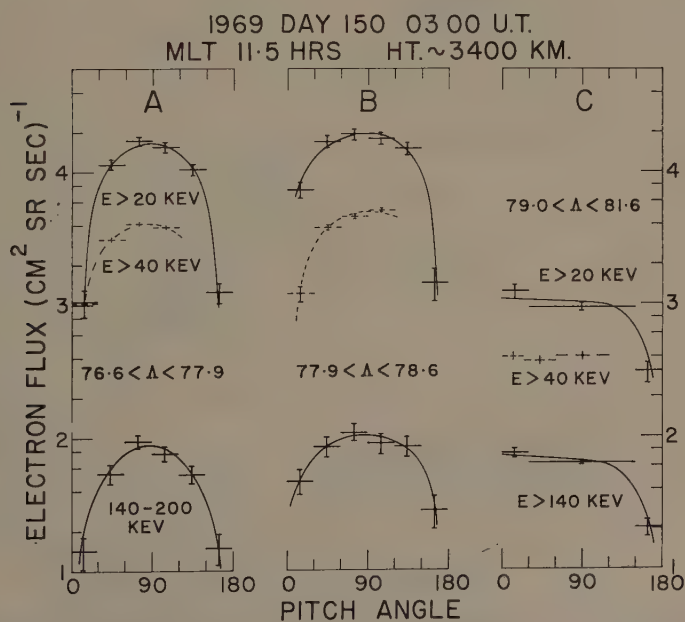 1969 DAY 150 03 00 U.T.
MLT 11·5 HRS HT.~3400 KM.
ELECTRON FLUX (CM² SR SEC)⁻¹
A
B
C
4
3
2
1
4
3
2
1
E > 20 KEV
E > 40 KEV
76.6 < Λ < 77.9
140-200
KEV
77.9 < Λ < 78.6
79.0 < Λ < 81.6
E > 20 KEV
E > 40 KEV
E > 140 KEV
0 90 180
0 90 180
0 90 180
PITCH ANGLE